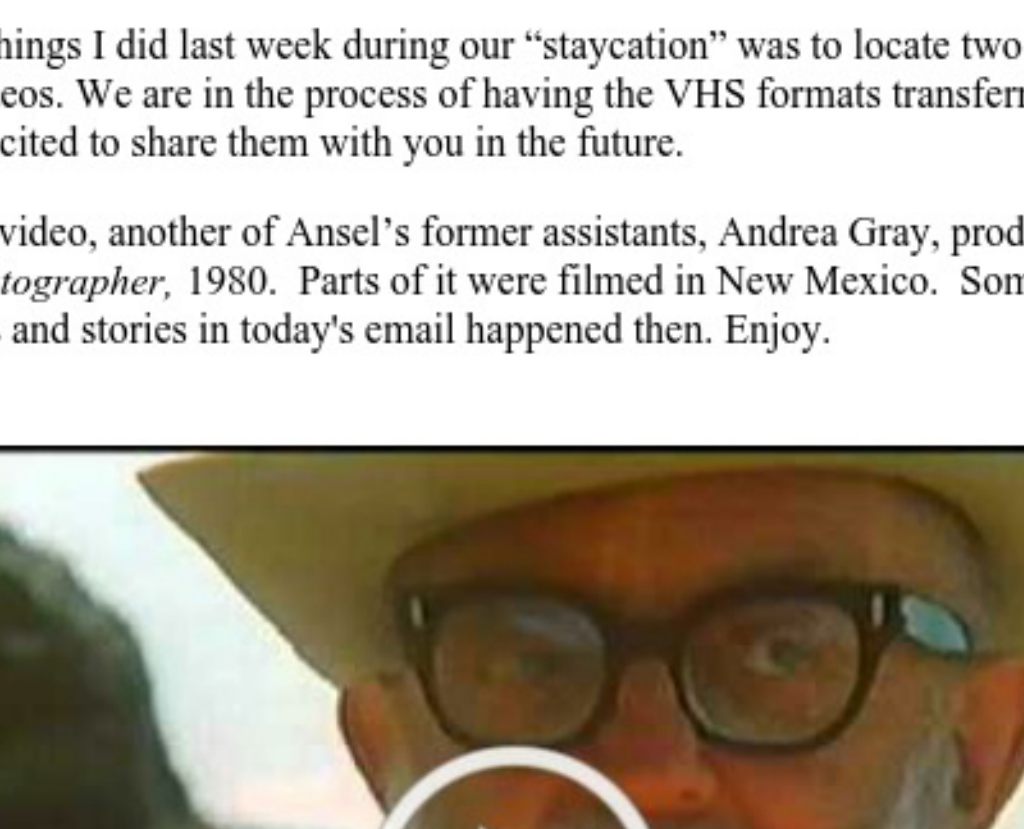 hings I did last week during our “staycation” was to locate two
eos. We are in the process of having the VHS formats transferr
cited to share them with you in the future.
video, another of Ansel’s former assistants, Andrea Gray, prod
tographer, 1980.  Parts of it were filmed in New Mexico.  Som
and stories in today's email happened then. Enjoy.